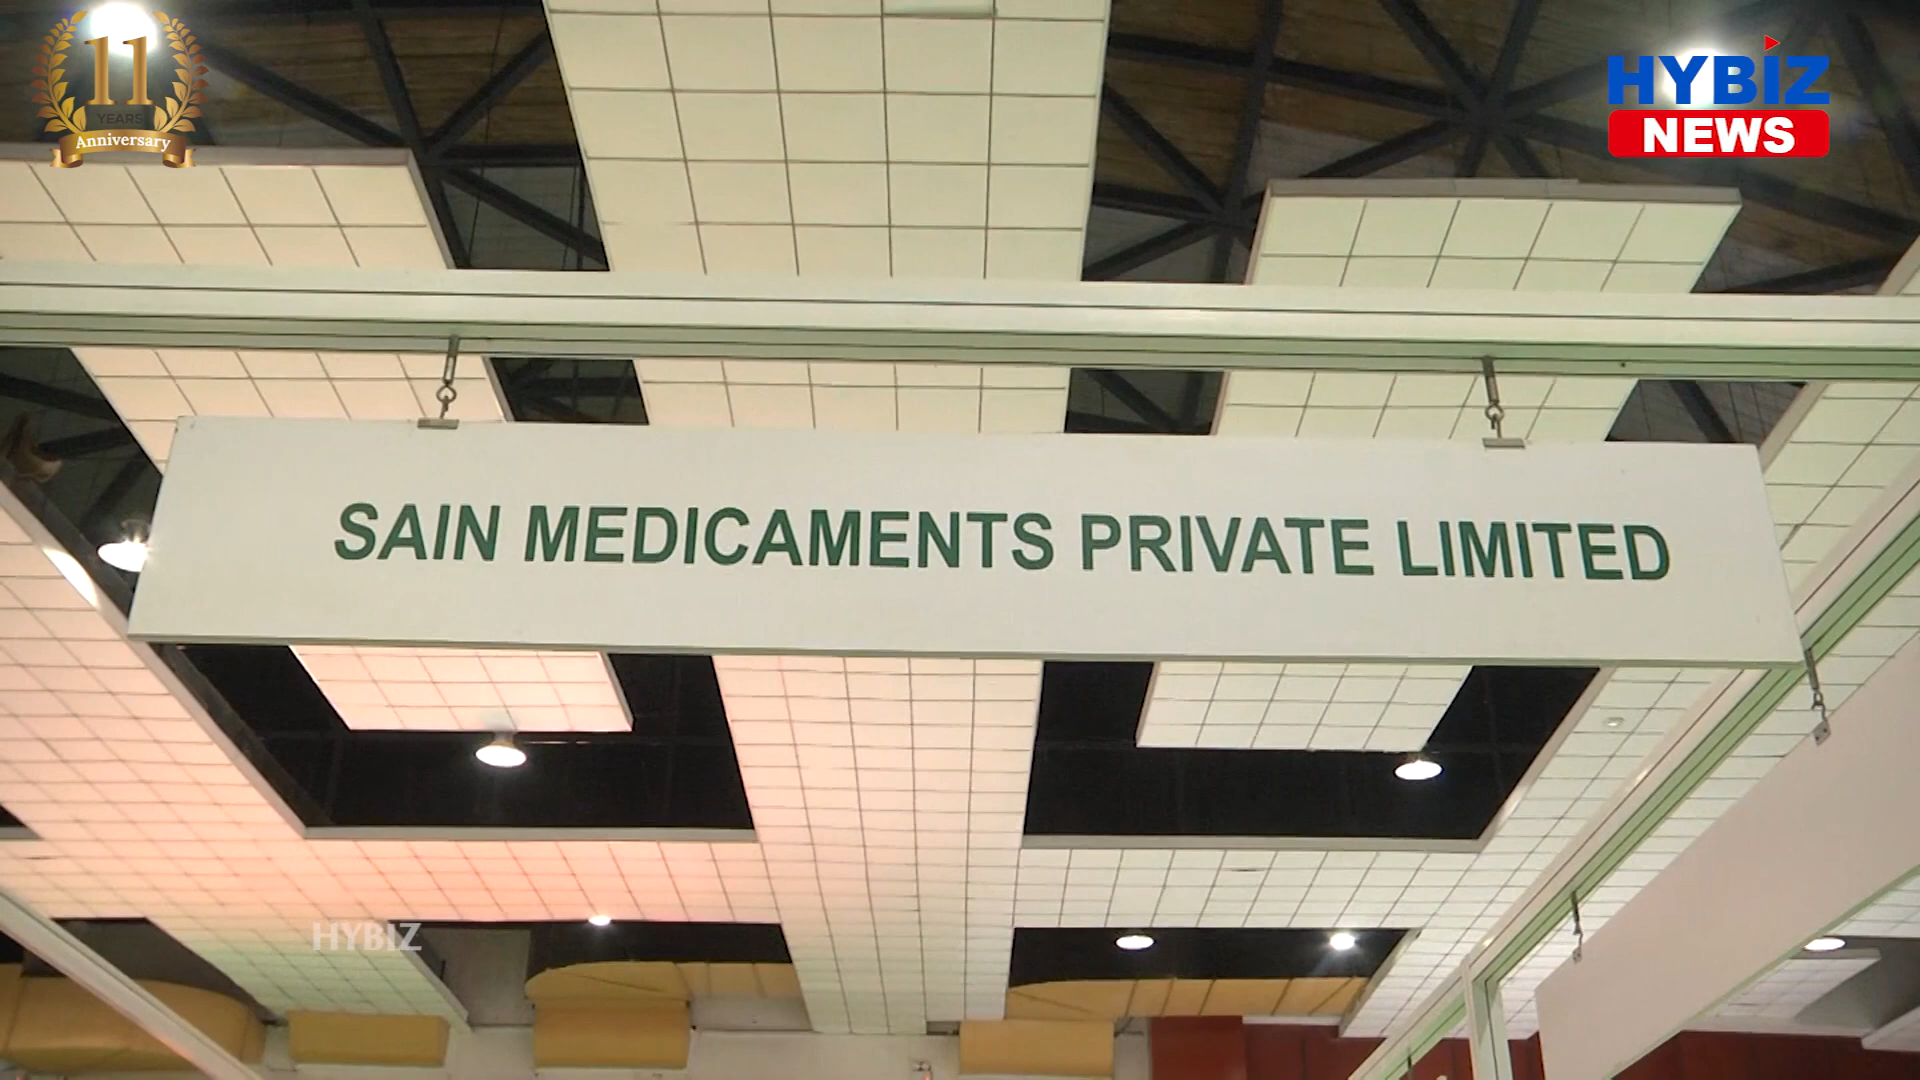 11
YEARS
Anniversary
HYBIZ
NEWS
SAIN MEDICAMENTS PRIVATE LIMITED
HYBIZ